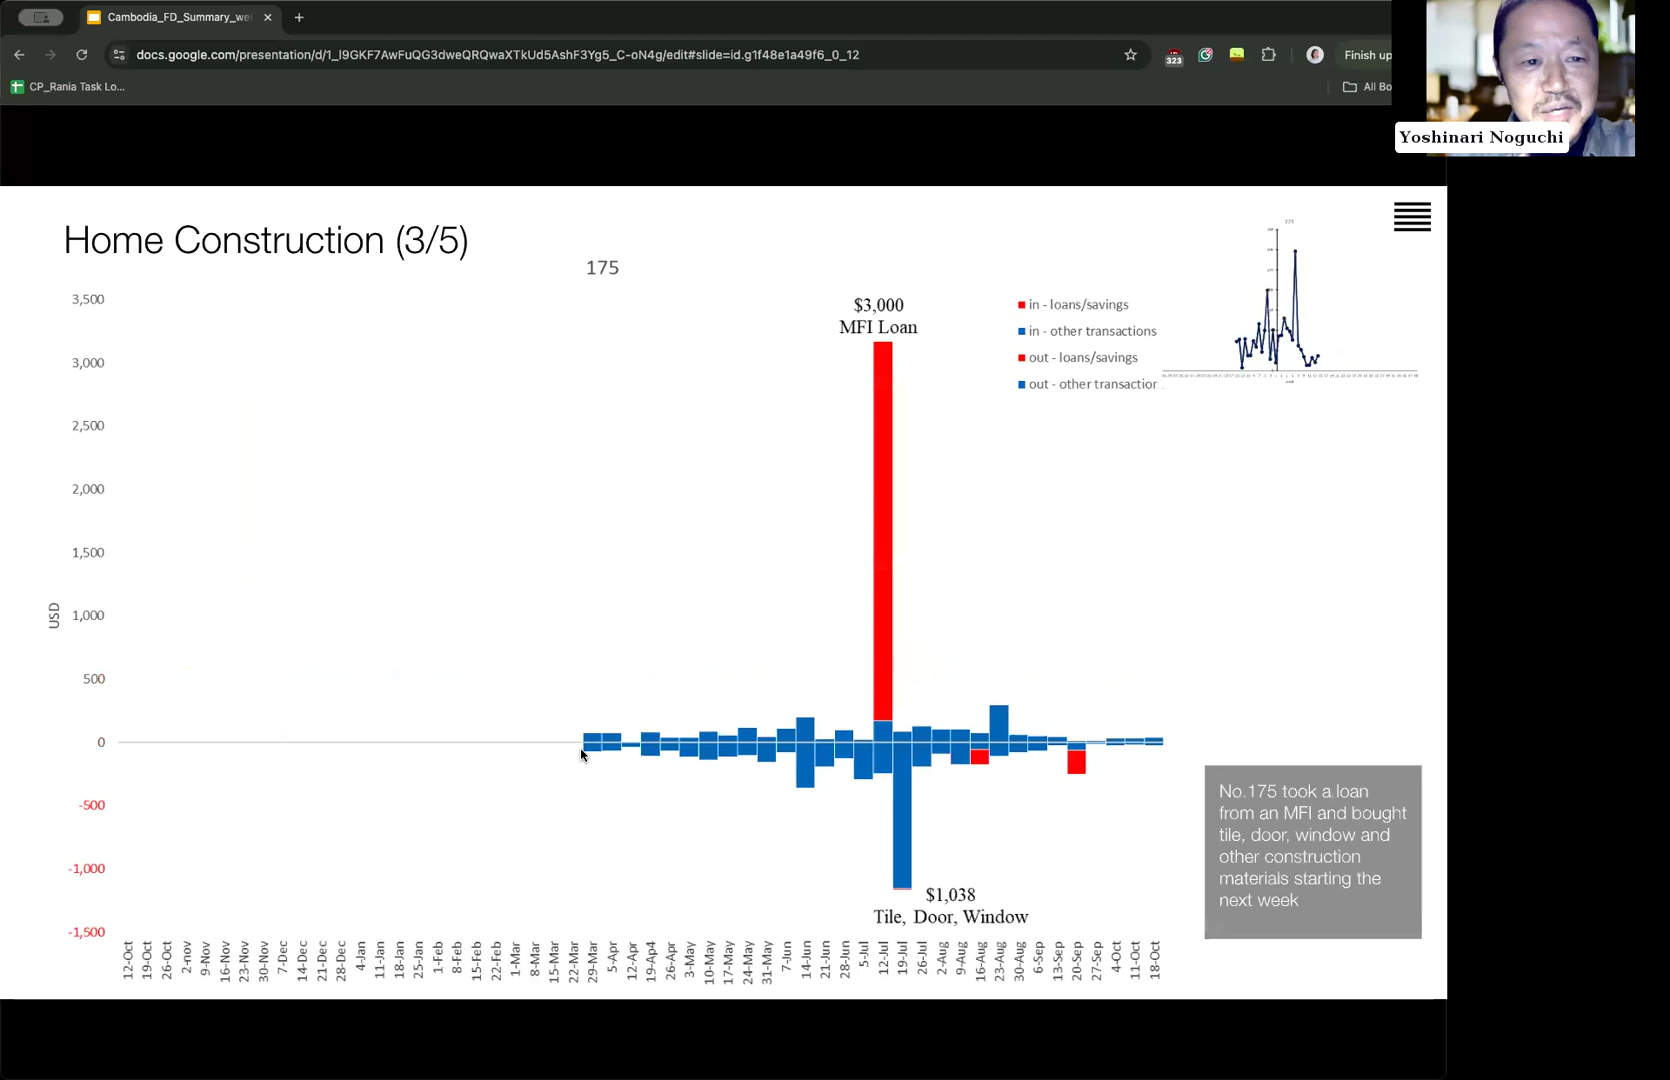 Cambodia_FD_Summary_we
docs.google.com/presentation/d/1_I9GKF7AwFuQG3dweQRQwaXTkUd5AshF3Yg5_C-oN4g/edit#slide=id.g1f48e1a49f6_0_12
323
Finish up
CP_Rania Task Lo...
All Bo
Yoshinari Noguchi
Home Construction (3/5)
175
3,500
3,000
2,500
2,000
1,500
1,000
500
0
-500
-1,000
-1,500
USD
$3,000
MFI Loan
in - loans/savings
in - other transactions
out - loans/savings
out - other transaction
$1,038
Tile, Door, Window
No.175 took a loan
from an MFI and bought
tile, door, window and
other construction
materials starting the
next week
12-Oct
19-Oct
26-Oct
2-nov
9-Nov
16-Nov
23-Nov
30-Nov
7-Dec
14-Dec
21-Dec
28-Dec
4-Jan
11-Jan
18-Jan
25-Jan
1-Feb
8-Feb
15-Feb
22-Feb
1-Mar
8-Mar
15-Mar
22-Mar
29-Mar
5-Apr
12-Apr
19-Ap4
26-Apr
3-May
10-May
17-May
24-May
31-May
7-Jun
14-Jun
21-Jun
28-Jun
5-Jul
12-Jul
19-Jul
26-Jul
2-Aug
9-Aug
16-Aug
23-Aug
30-Aug
6-Sep
13-Sep
20-Sep
27-Sep
4-Oct
11-Oct
18-Oct